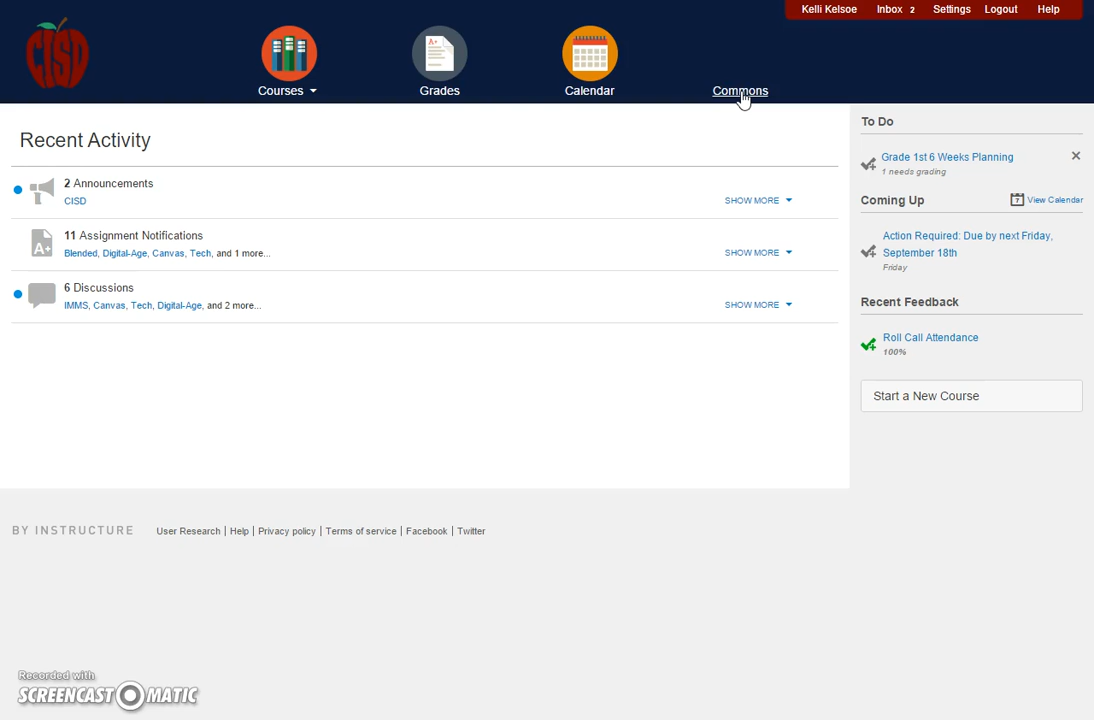 Kelli Kelsoe Inbox 2 Settings Logout Help
CISD
Courses Grades Calendar Commons
Recent Activity
2 Announcements
CISD
SHOW MORE
11 Assignment Notifications
Blended, Digital-Age, Canvas, Tech, and 1 more...
SHOW MORE
6 Discussions
IMMS, Canvas, Tech, Digital-Age, and 2 more...
SHOW MORE
To Do
Grade 1st 6 Weeks Planning
1 needs grading
Coming Up
7 View Calendar
Action Required: Due by next Friday,
September 18th
Friday
Recent Feedback
Roll Call Attendance
100%
Start a New Course
BY INSTRUCTURE User Research | Help | Privacy policy | Terms of service | Facebook | Twitter
Recorded with
SCREENCAST O MATIC